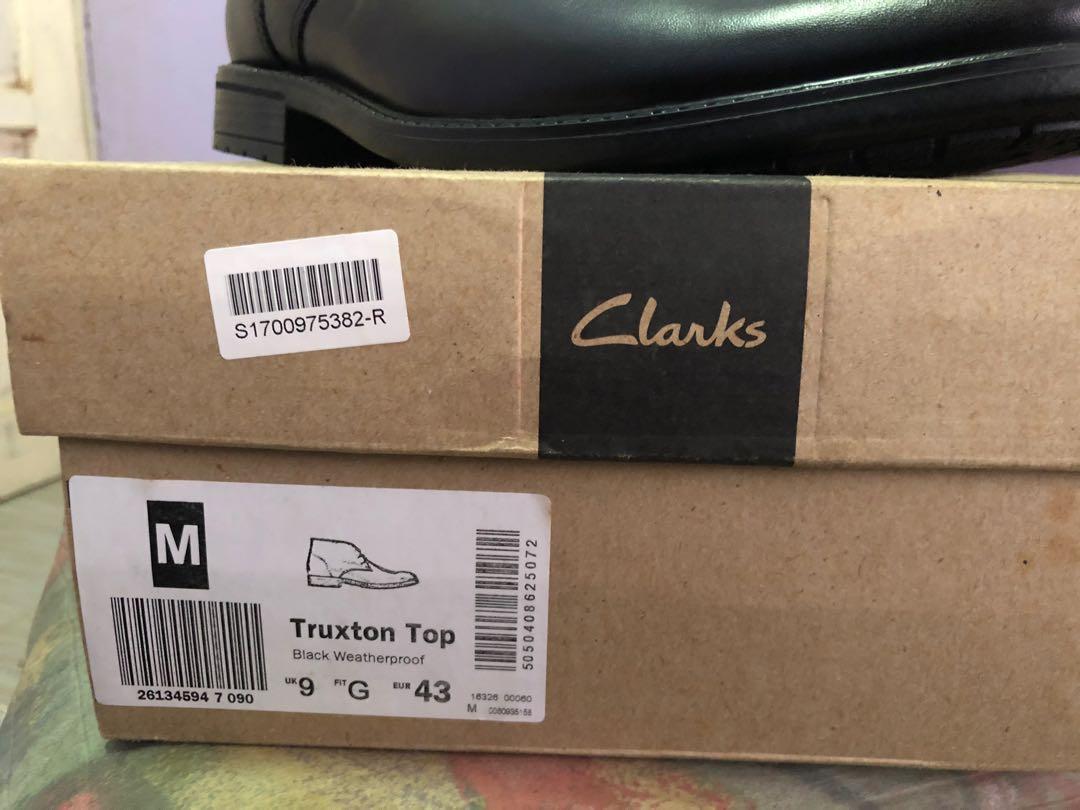 S1700975382-R
Clarks
M
Truxton Top
Black Weatherproof
UK 9 FIT G EUR 43
26134594 7 090
5050408625072
16326 00060
M